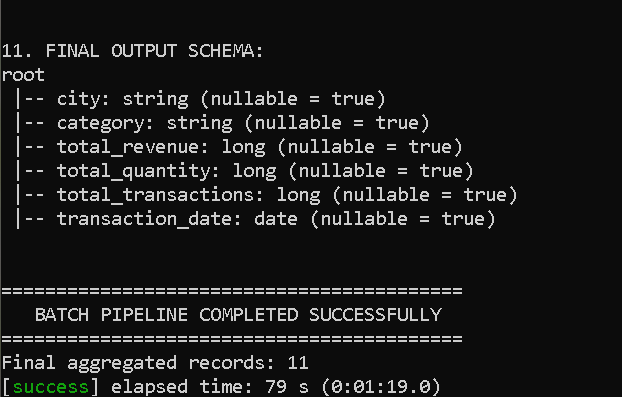 11. FINAL OUTPUT SCHEMA:
root
 |-- city: string (nullable = true)
 |-- category: string (nullable = true)
 |-- total_revenue: long (nullable = true)
 |-- total_quantity: long (nullable = true)
 |-- total_transactions: long (nullable = true)
 |-- transaction_date: date (nullable = true)
==========================================
   BATCH PIPELINE COMPLETED SUCCESSFULLY
==========================================
Final aggregated records: 11
[success] elapsed time: 79 s (0:01:19.0)